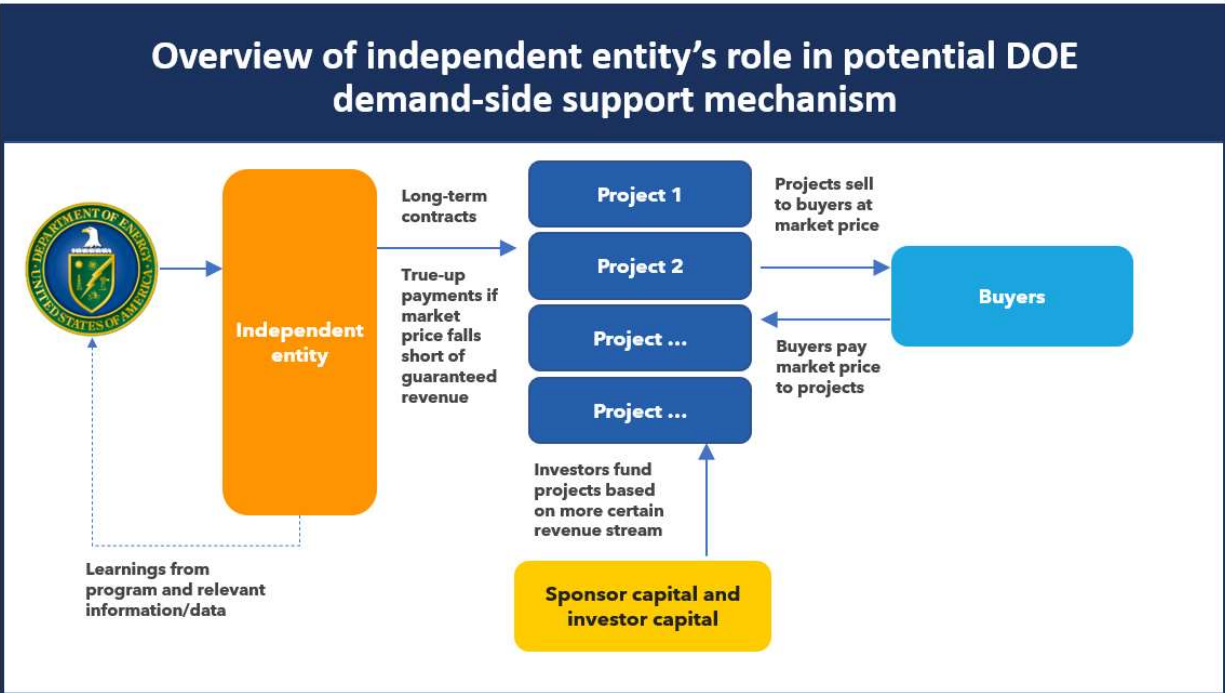 Overview of independent entity's role in potential DOE
demand-side support mechanism
DEPARTMENT OF ENERGY
UNITED STATES OF AMERICA
Independent
entity
Learnings from
program and relevant
information/data
Long-term
contracts
True-up
payments if
market
price falls
short of
guaranteed
revenue
Project 1
Project 2
Project ...
Project ...
Projects sell
to buyers at
market price
Buyers
Buyers pay
market price
to projects
Investors fund
projects based
on more certain
revenue stream
Sponsor capital and
investor capital